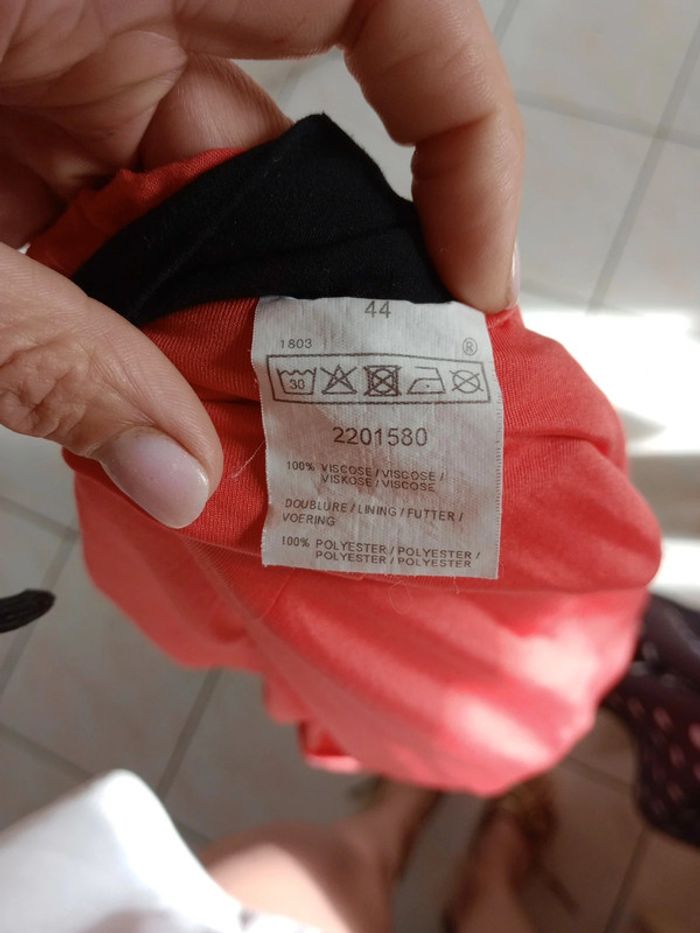 44
1803 ®
30
2201580
100% VISCOSE / VISCOSE /
VISKOSE / VISCOSE
DOUBLURE / LINING / FUTTER /
VOERING
100% POLYESTER / POLYESTER /
POLYESTER / POLYESTER